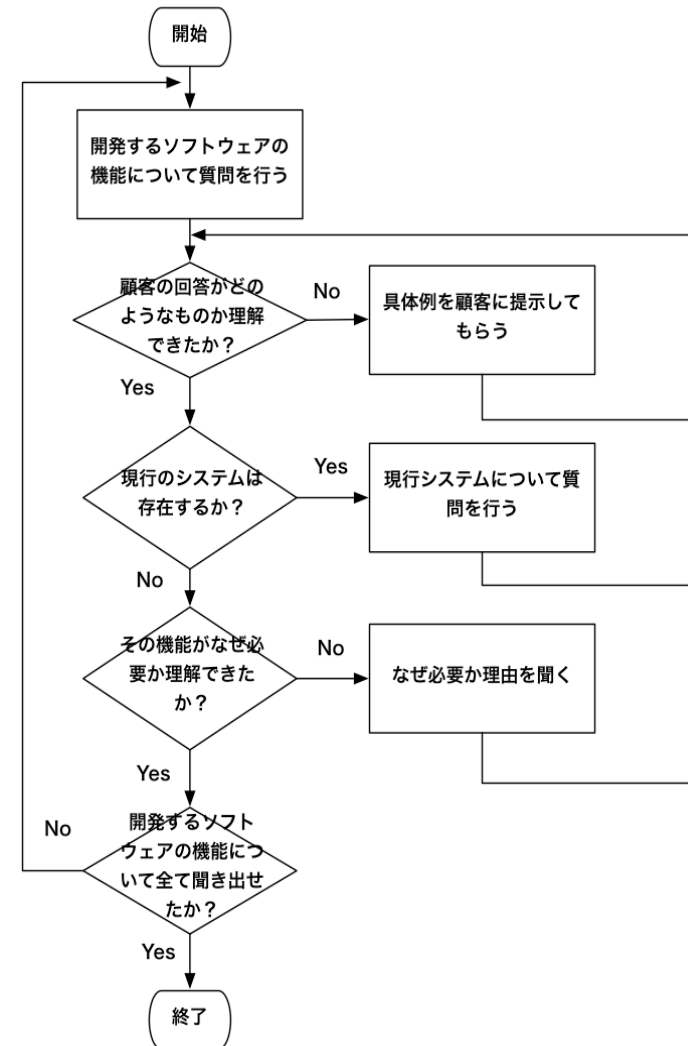 開始
開発するソフトウェアの
機能について質問を行う
顧客の回答がどの
ようなものか理解
できたか？
No
具体例を顧客に提示して
もらう
Yes
現行のシステムは
存在するか？
Yes
現行システムについて質
問を行う
No
その機能がなぜ必
要か理解できた
か？
No
なぜ必要か理由を聞く
Yes
開発するソフト
ウェアの機能につ
いて全て聞き出せ
たか？
No
Yes
終了